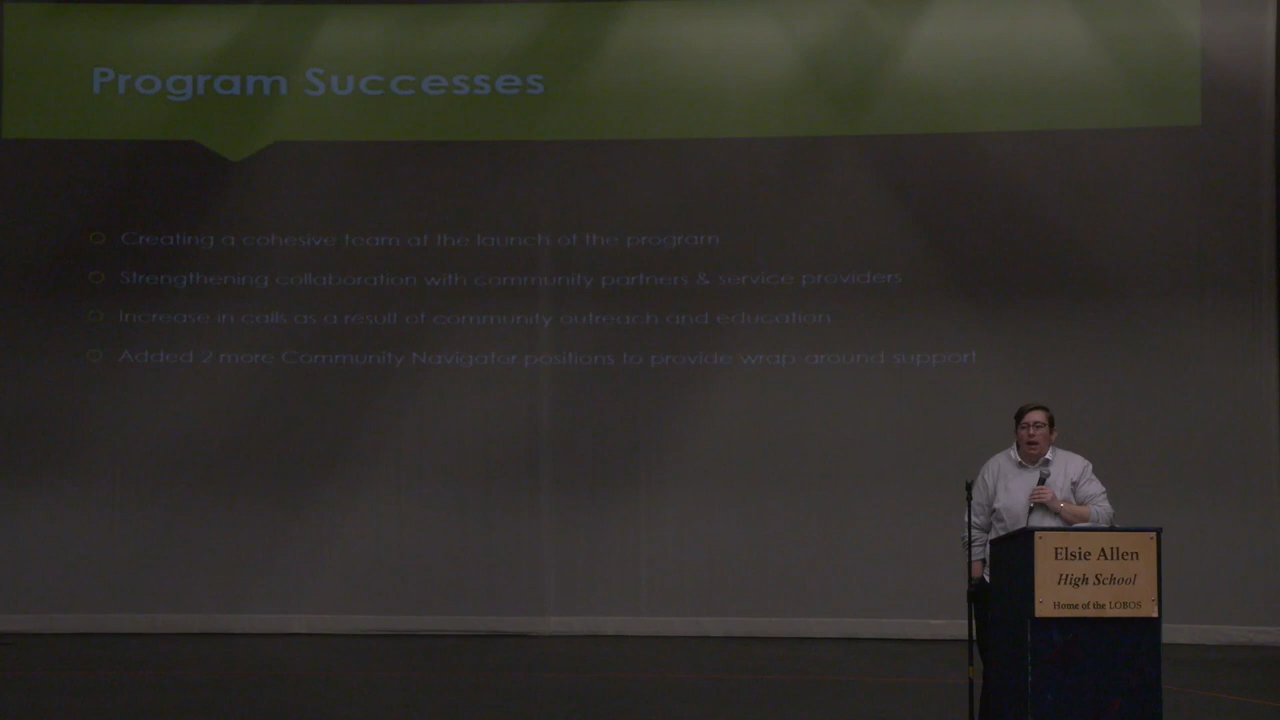 Program Successes
Creating a cohesive team at the launch of the program
Strengthening collaboration with community partners & service providers
Increase in calls as a result of community outreach and education
Added 2 more Community Navigator positions to provide wrap around support
Elsie Allen
High School
Home of the LOBOS